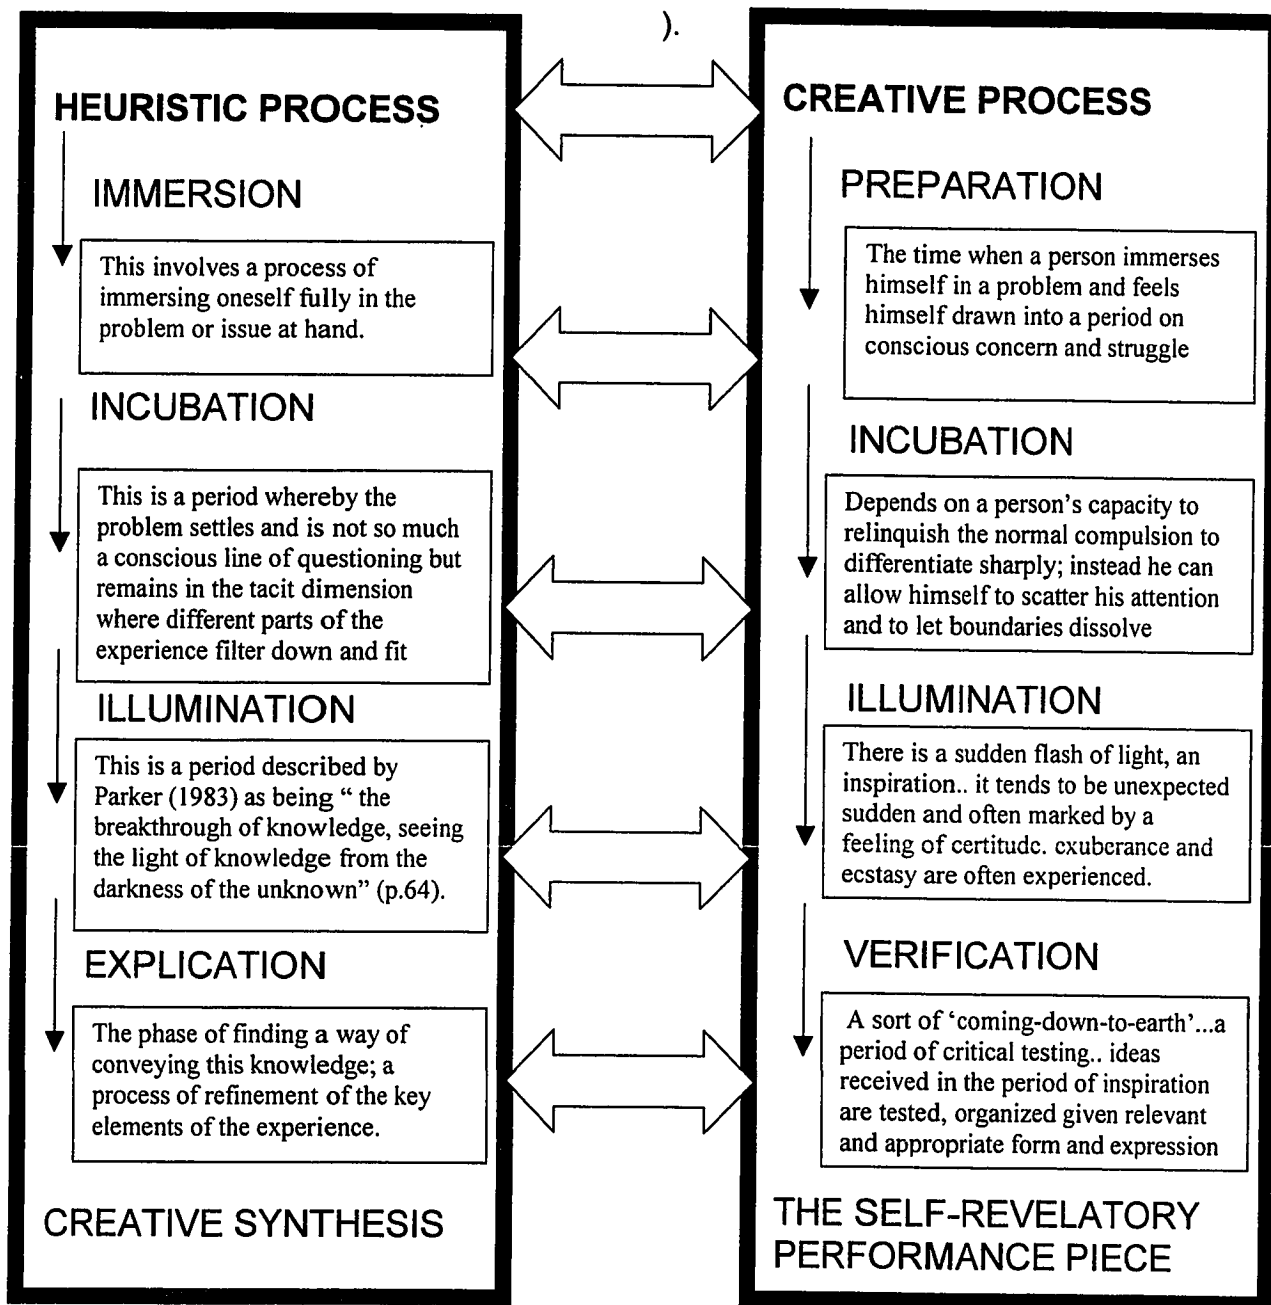 ).
HEURISTIC PROCESS
IMMERSION
This involves a process of
immersing oneself fully in the
problem or issue at hand.
INCUBATION
This is a period whereby the
problem settles and is not so much
a conscious line of questioning but
remains in the tacit dimension
where different parts of the
experience filter down and fit
ILLUMINATION
This is a period described by
Parker (1983) as being “ the
breakthrough of knowledge, seeing
the light of knowledge from the
darkness of the unknown” (p.64).
EXPLICATION
The phase of finding a way of
conveying this knowledge; a
process of refinement of the key
elements of the experience.
CREATIVE SYNTHESIS
CREATIVE PROCESS
PREPARATION
The time when a person immerses
himself in a problem and feels
himself drawn into a period on
conscious concern and struggle
INCUBATION
Depends on a person’s capacity to
relinquish the normal compulsion to
differentiate sharply; instead he can
allow himself to scatter his attention
and to let boundaries dissolve
ILLUMINATION
There is a sudden flash of light, an
inspiration.. it tends to be unexpected
sudden and often marked by a
feeling of certitude. exuberance and
ecstasy are often experienced.
VERIFICATION
A sort of ‘coming-down-to-earth’...a
period of critical testing.. ideas
received in the period of inspiration
are tested, organized given relevant
and appropriate form and expression
THE SELF-REVELATORY
PERFORMANCE PIECE